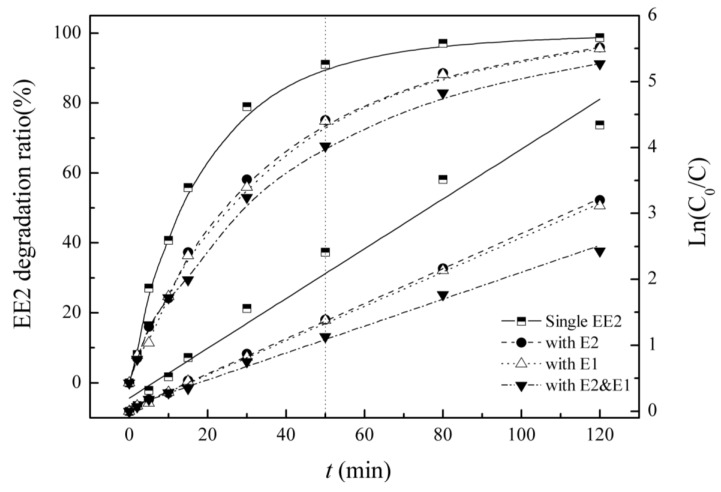 EE2 degradation ratio(%)
100
80
60
40
20
0
6
5
4
3
2
1
0
Ln(C₀/C)
Single EE2
with E2
with E1
with E2&E1
0 20 40 60 80 100 120
t (min)